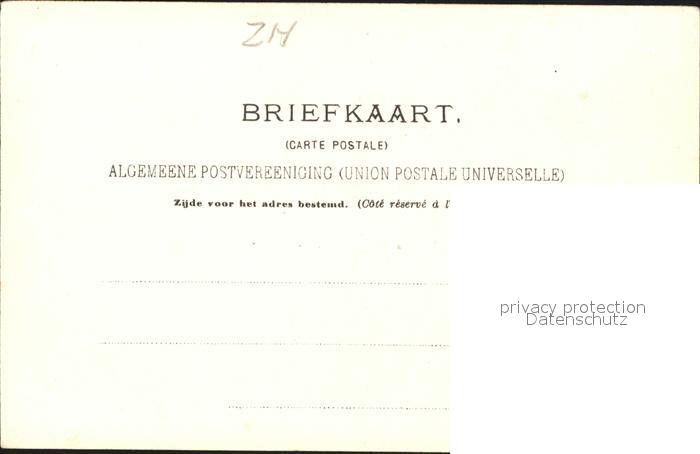 ZH
BRIEFKAART.
(CARTE POSTALE)
ALGEMEENE POSTVEREENIGING (UNION POSTALE UNIVERSELLE)
Zijde voor het adres bestemd. (Côté réservé à l'
privacy protection
Datenschutz